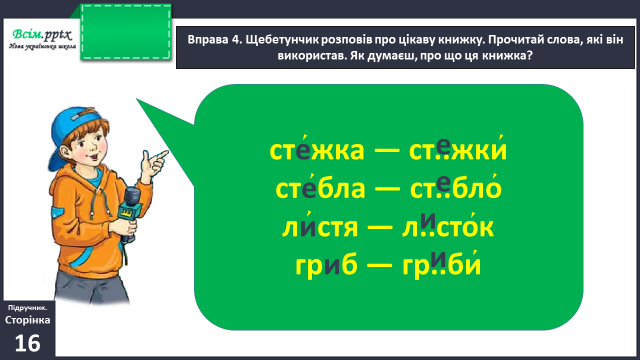 Всім.pptx
Нова українська школа
Вправа 4. Щебетунчик розповів про цікаву книжку. Прочитай слова, які він
використав. Як думаєш, про що ця книжка?
сте́жка — ст..жки́
е
сте́бла — ст..бло́
е
ли́стя — л..сто́к
и
гриб — гр..би́
и
Підручник.
Сторінка
16